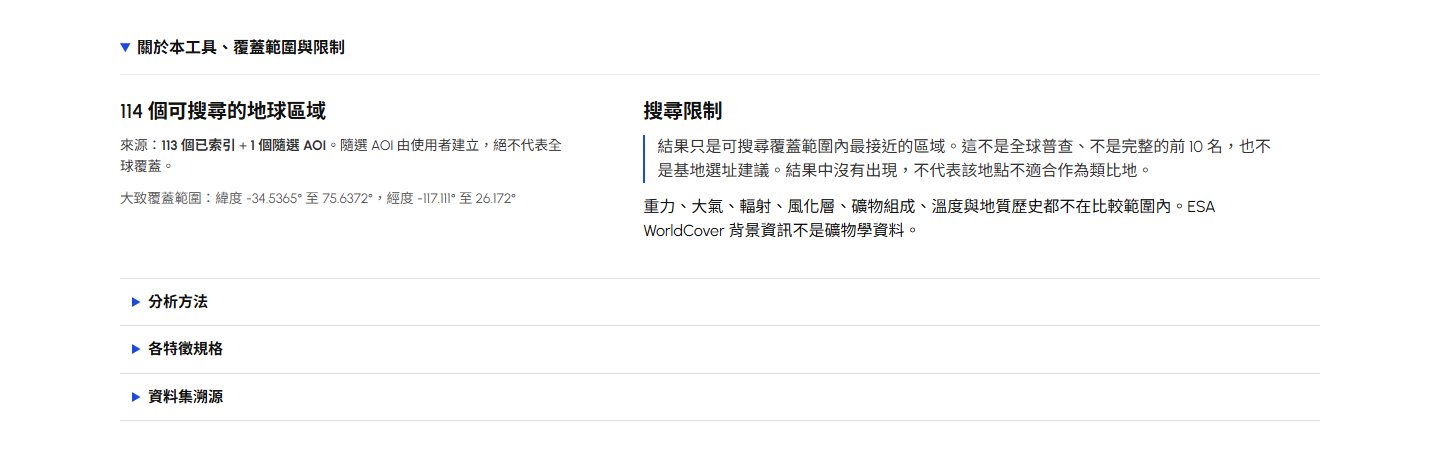 關於本工具、覆蓋範圍與限制
114 個可搜尋的地球區域
來源：113 個已索引 + 1 個隨選 AOI。隨選 AOI 由使用者建立，絕不代表全
球覆蓋。
大致覆蓋範圍：緯度 -34.5365° 至 75.6372°，經度 -117.111° 至 26.172°
搜尋限制
結果只是可搜尋覆蓋範圍內最接近的區域。這不是全球普查、不是完整的前 10 名，也不
是基地選址建議。結果中沒有出現，不代表該地點不適合作為類比地。
重力、大氣、輻射、風化層、礦物組成、溫度與地質歷史都不在比較範圍內。ESA
WorldCover 背景資訊不是礦物學資料。
分析方法
各特徵規格
資料集溯源